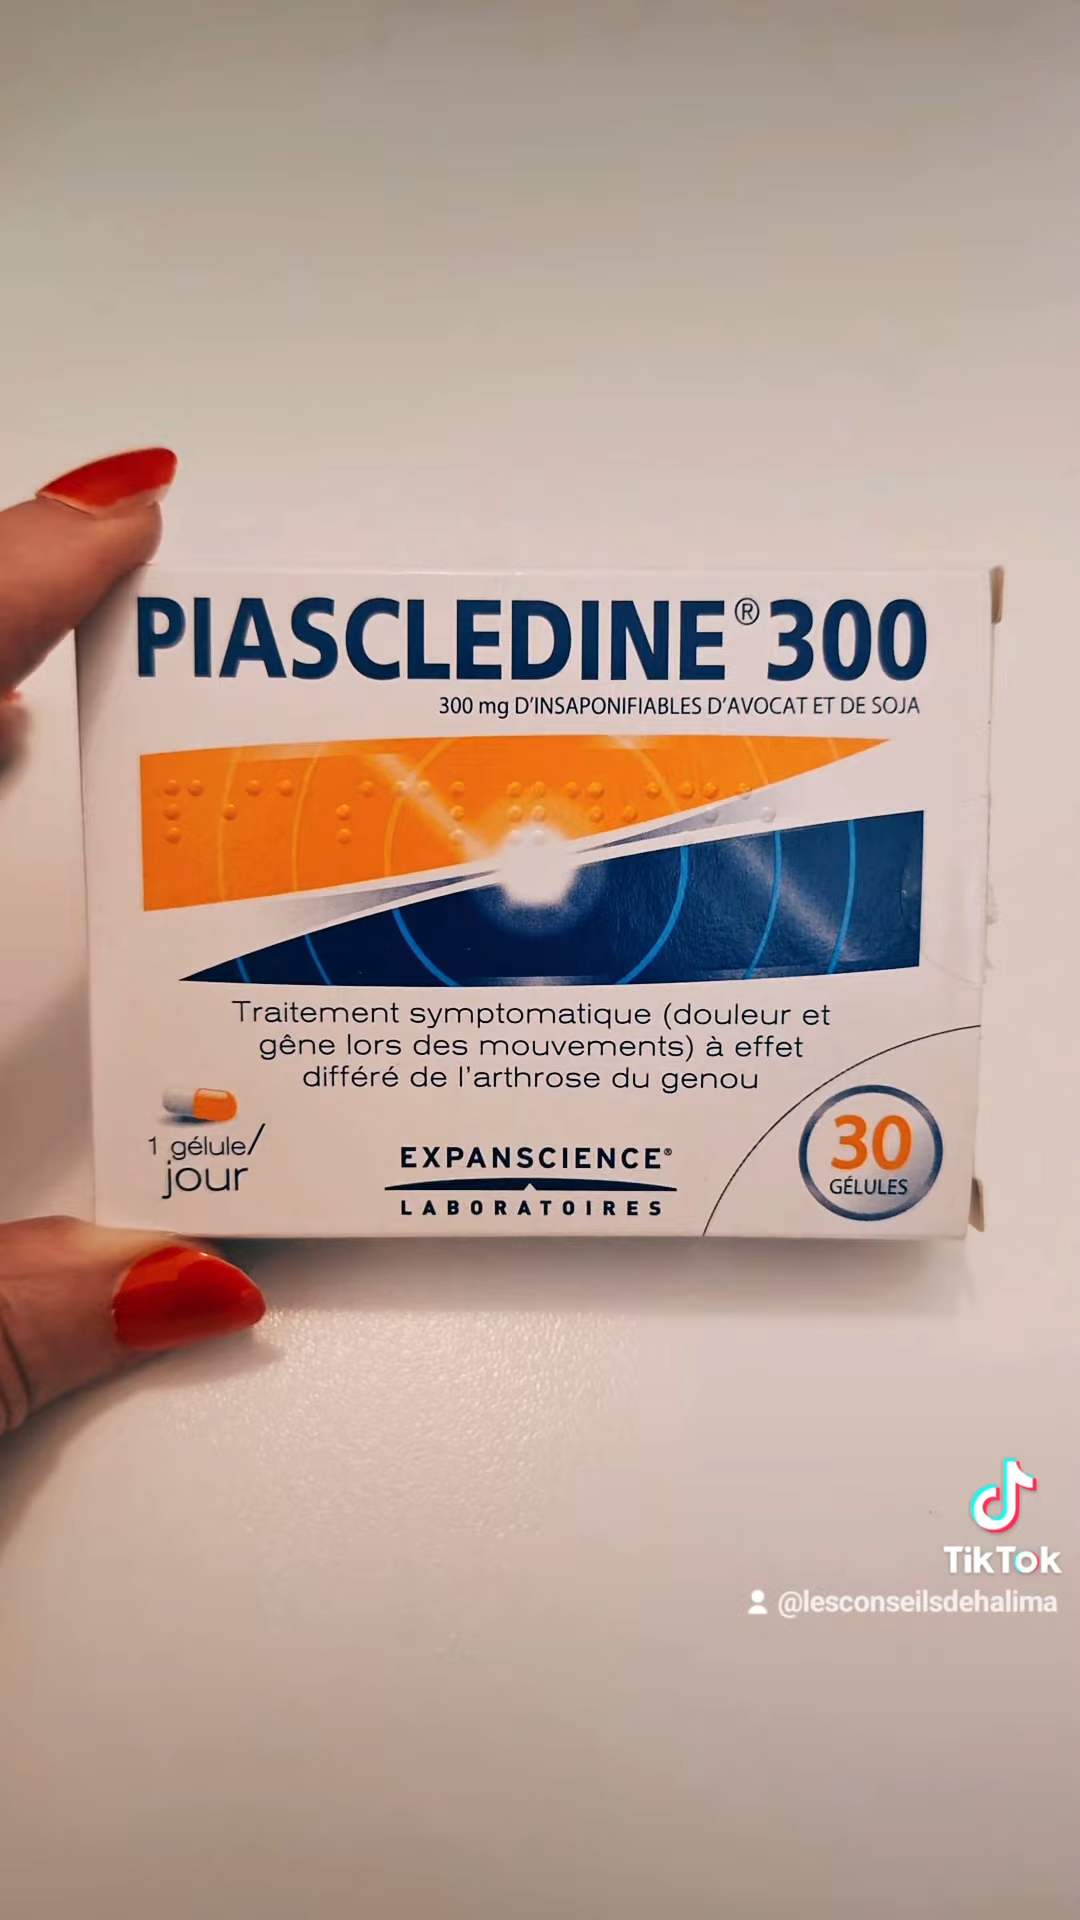 PIASCLEDINE® 300
300 mg D'INSAPONIFIABLES D'AVOCAT ET DE SOJA
Traitement symptomatique (douleur et
gêne lors des mouvements) à effet
différé de l'arthrose du genou
1 gélule/
jour
EXPANSCIENCE®
LABORATOIRES
30
GÉLULES
TikTok
@lesconseilsdehalima